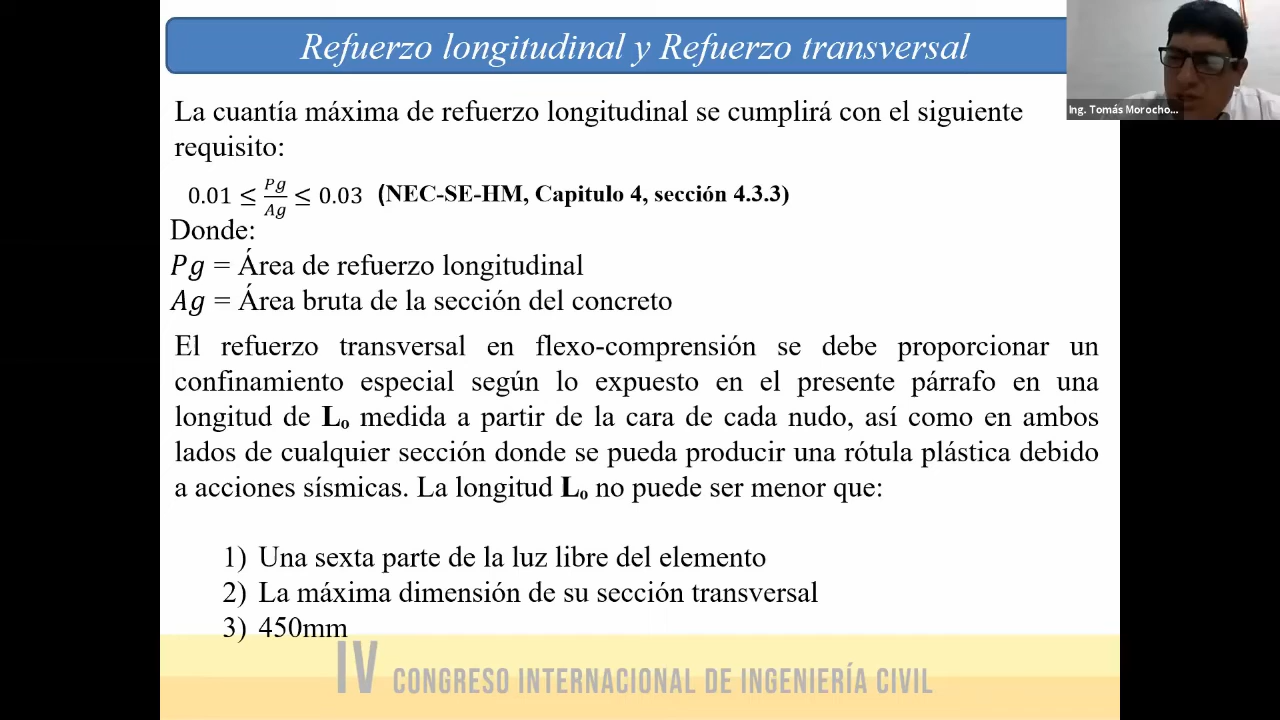 Refuerzo longitudinal y Refuerzo transversal
Ing. Tomás Morocho...
La cuantía máxima de refuerzo longitudinal se cumplirá con el siguiente
requisito:
0.01 ≤ Pg/Ag ≤ 0.03 (NEC-SE-HM, Capitulo 4, sección 4.3.3)
Donde:
Pg = Área de refuerzo longitudinal
Ag = Área bruta de la sección del concreto
El refuerzo transversal en flexo-comprensión se debe proporcionar un
confinamiento especial según lo expuesto en el presente párrafo en una
longitud de Lo medida a partir de la cara de cada nudo, así como en ambos
lados de cualquier sección donde se pueda producir una rótula plástica debido
a acciones sísmicas. La longitud Lo no puede ser menor que:
1) Una sexta parte de la luz libre del elemento
2) La máxima dimensión de su sección transversal
3) 450mm
IV CONGRESO INTERNACIONAL DE INGENIERÍA CIVIL